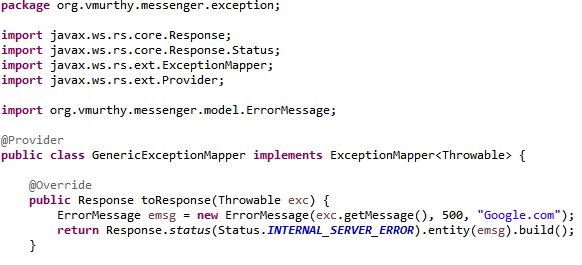 package org.vmurthy.messenger.exception;
import javax.ws.rs.core.Response;
import javax.ws.rs.core.Response.Status;
import javax.ws.rs.ext.ExceptionMapper;
import javax.ws.rs.ext.Provider;
import org.vmurthy.messenger.model.ErrorMessage;
@Provider
public class GenericExceptionMapper implements ExceptionMapper<Throwable> {
@Override
public Response toResponse(Throwable exc) {
ErrorMessage emsg = new ErrorMessage(exc.getMessage(), 500, "Google.com");
return Response.status(Status.INTERNAL_SERVER_ERROR).entity(emsg).build();
}